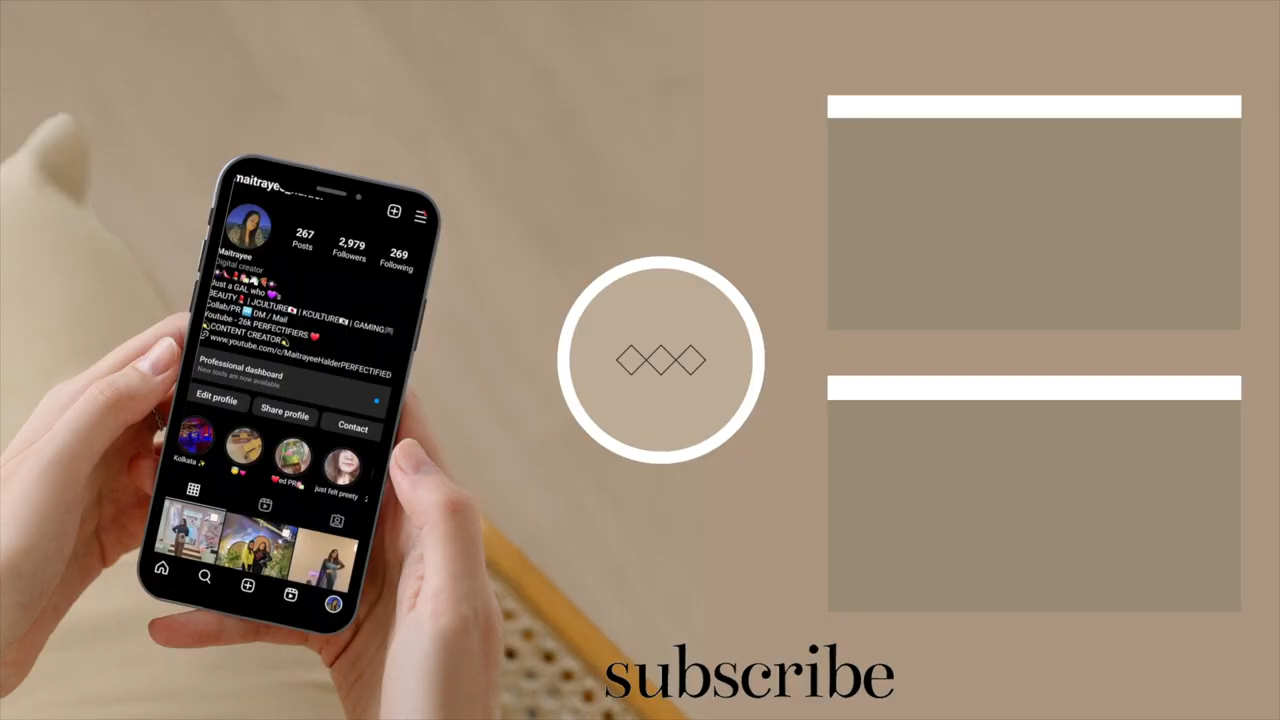 267
Posts
2,979
Followers
269
Following
Maitrayee
Digital creator
Just a GAL who 💜's
BEAUTY💄 | JCULTURE🇯🇵 | KCULTURE🇰🇷 | GAMING🎮
Collab/PR 📩 DM / Mail
Youtube - 26k PERFECTIFIERS ❤️
💫CONTENT CREATOR💫
www.youtube.com/c/MaitrayeeHalderPERFECTIFIED
Professional dashboard
New tools are now available
Edit profile
Share profile
Contact
Kolkata ✨
❤️ed PR
just felt preety
subscribe